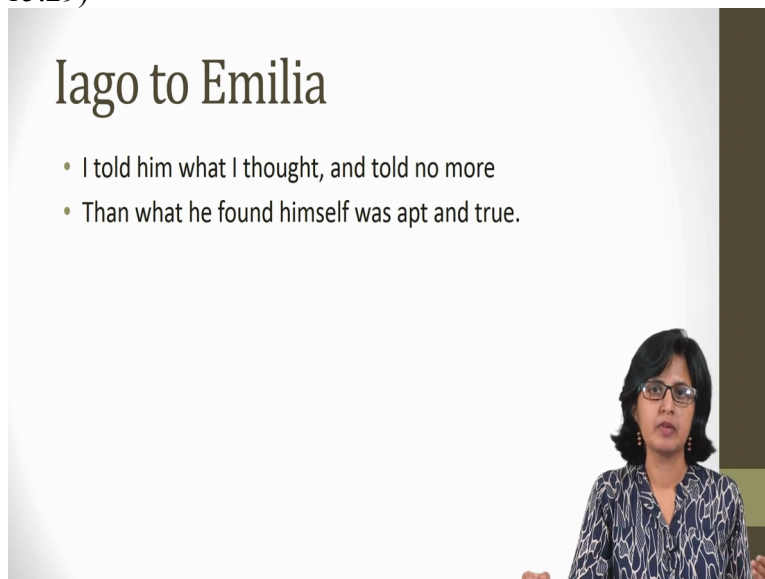 Iago to Emilia
• I told him what I thought, and told no more
• Than what he found himself was apt and true.